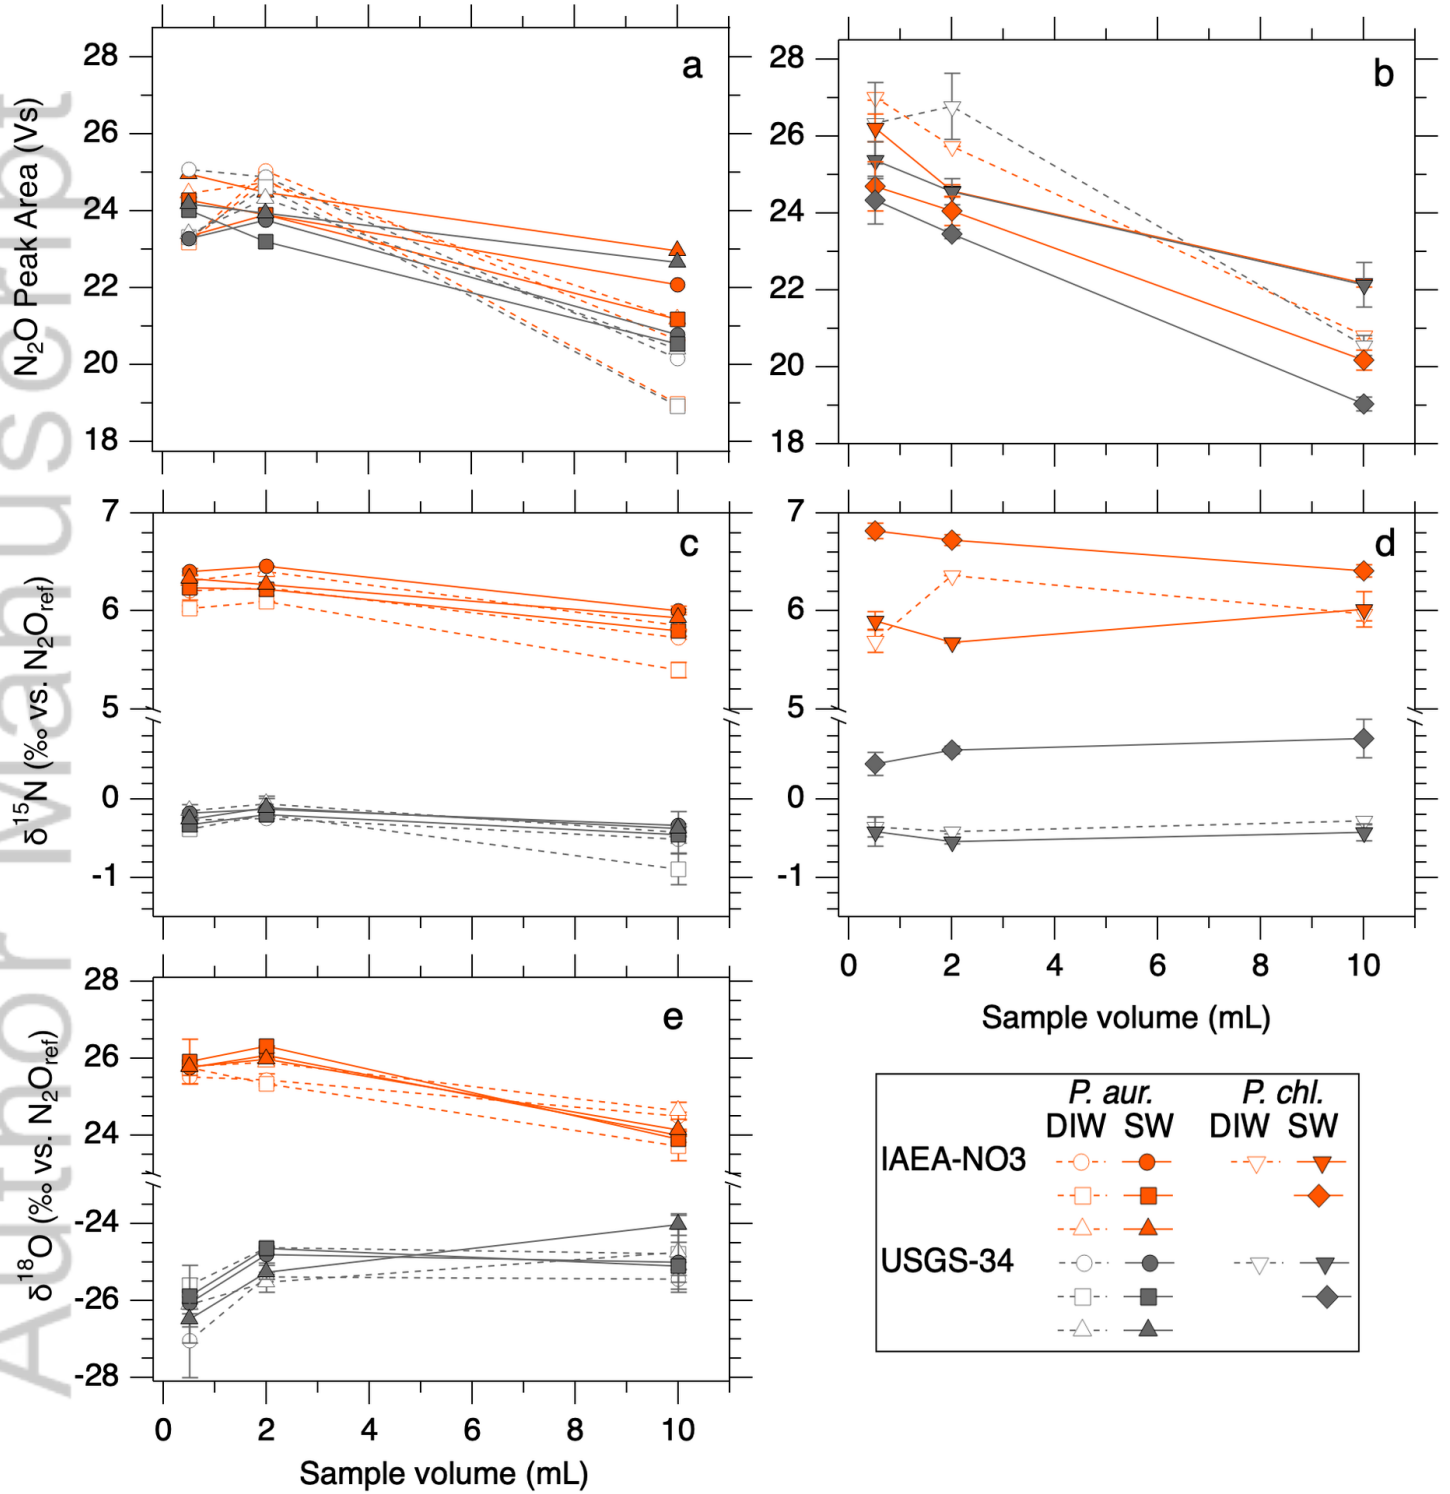 Author Manuscript
a
N₂O Peak Area (Vs)
28
26
24
22
20
18
b
28
26
24
22
20
18
c
δ¹⁵N (‰ vs. N₂Oref)
7
6
5
0
-1
d
7
6
5
0
-1
0 2 4 6 8 10
Sample volume (mL)
e
δ¹⁸O (‰ vs. N₂Oref)
28
26
24
-24
-26
-28
0 2 4 6 8 10
Sample volume (mL)
P. aur. P. chl.
DIW SW DIW SW
IAEA-NO3
USGS-34